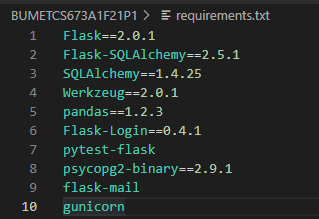 BUMETCS673A1F21P1 > requirements.txt
1 Flask==2.0.1
2 Flask-SQLAlchemy==2.5.1
3 SQLAlchemy==1.4.25
4 Werkzeug==2.0.1
5 pandas==1.2.3
6 Flask-Login==0.4.1
7 pytest-flask
8 psycopg2-binary==2.9.1
9 flask-mail
10 gunicorn